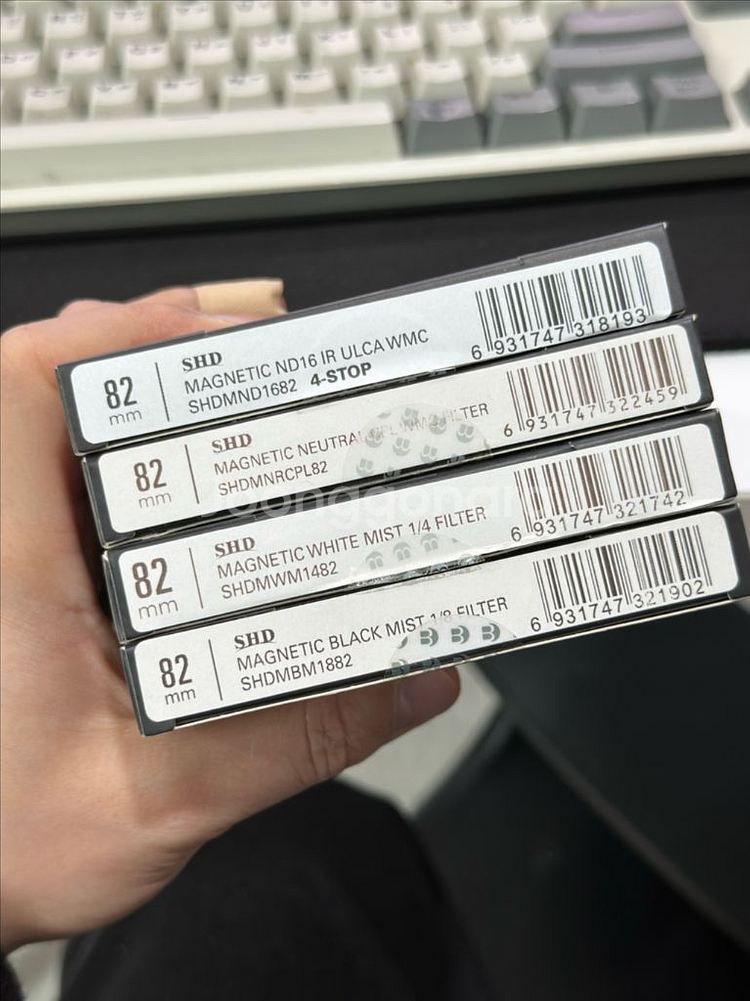 82
mm
SHD
MAGNETIC ND16 IR ULCA WMC
SHDMND1682 4-STOP
6 931747 318193
82
mm
SHD
MAGNETIC NEUTRAL CPL WMC FILTER
SHDMNRCPL82
6 931747 322459
82
mm
SHD
MAGNETIC WHITE MIST 1/4 FILTER
SHDMWM1482
6 931747 321742
82
mm
SHD
MAGNETIC BLACK MIST 1/8 FILTER
SHDMBM1882
6 931747 321902